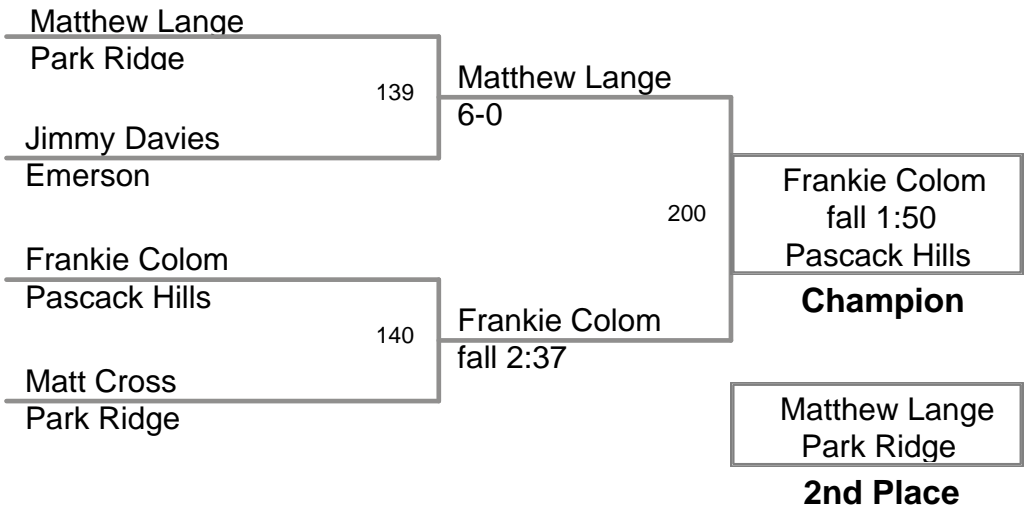 Matthew Lange
Park Ridge
139
Jimmy Davies
Emerson
Matthew Lange
6-0
Frankie Colom
Pascack Hills
140
Matt Cross
Park Ridge
Frankie Colom
fall 2:37
200
Frankie Colom
fall 1:50
Pascack Hills
Champion
Matthew Lange
Park Ridge
2nd Place